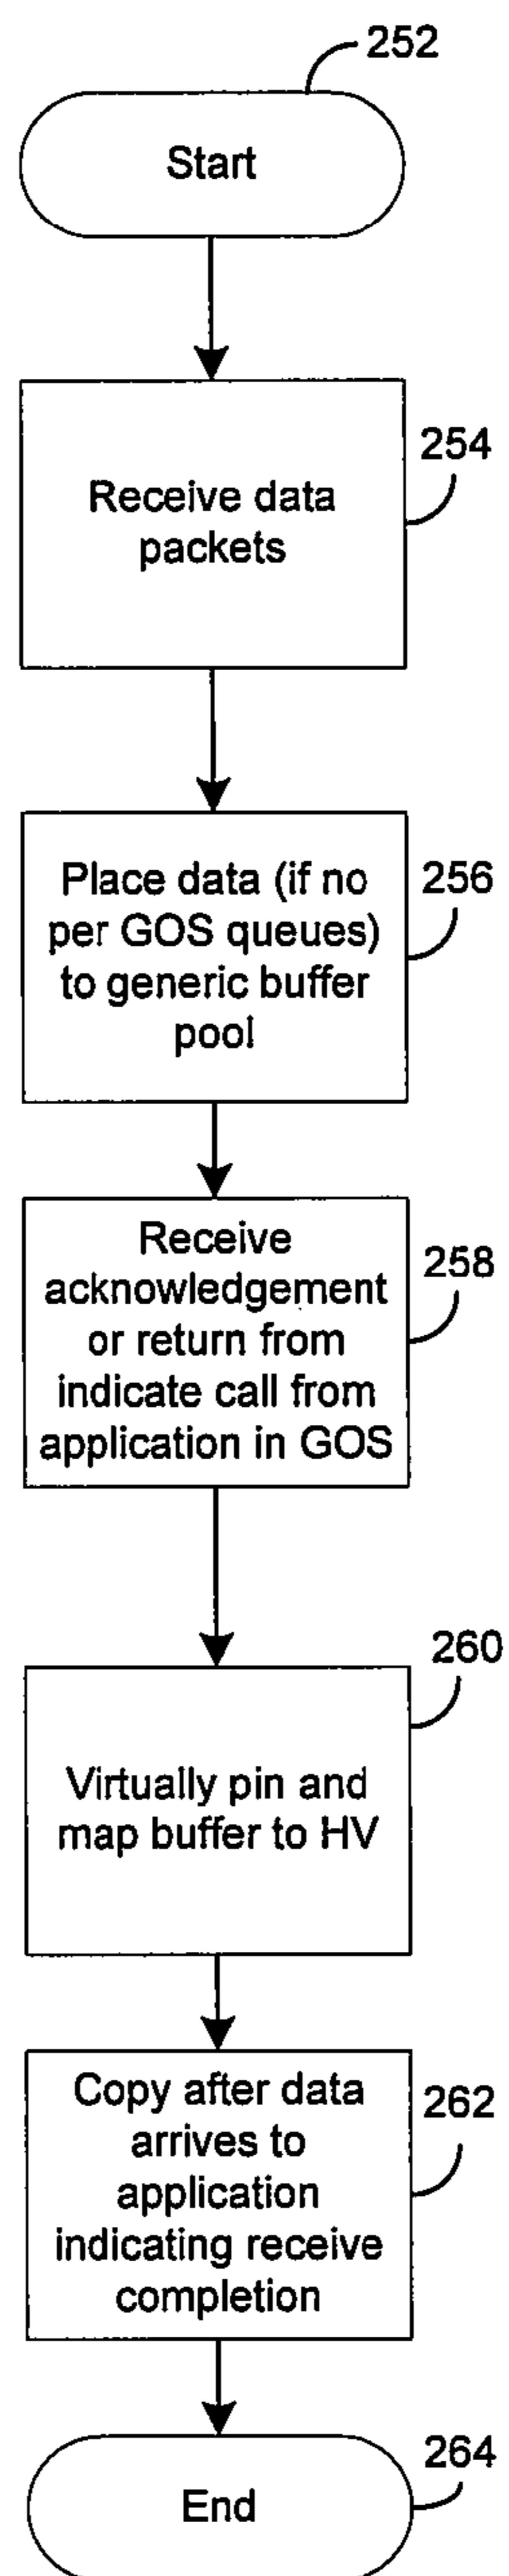 252
Start
254
Receive data
packets
256
Place data (if no
per GOS queues)
to generic buffer
pool
258
Receive
acknowledgement
or return from
indicate call from
application in GOS
260
Virtually pin and
map buffer to HV
262
Copy after data
arrives to
application
indicating receive
completion
264
End